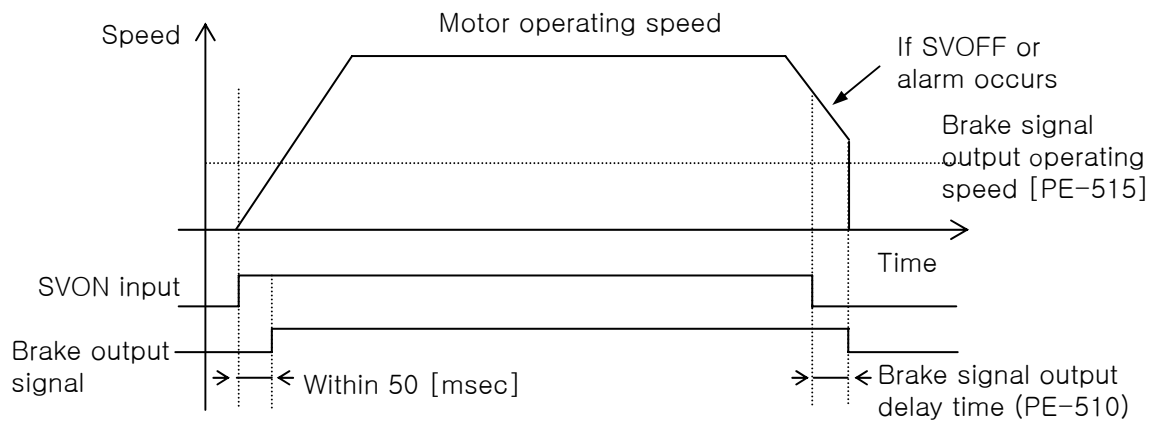 Motor operating speed
Speed
If SVOFF or
alarm occurs
Brake signal
output operating
speed [PE-515]
Time
SVON input
Brake output
signal
Within 50 [msec]
Brake signal output
delay time (PE-510)